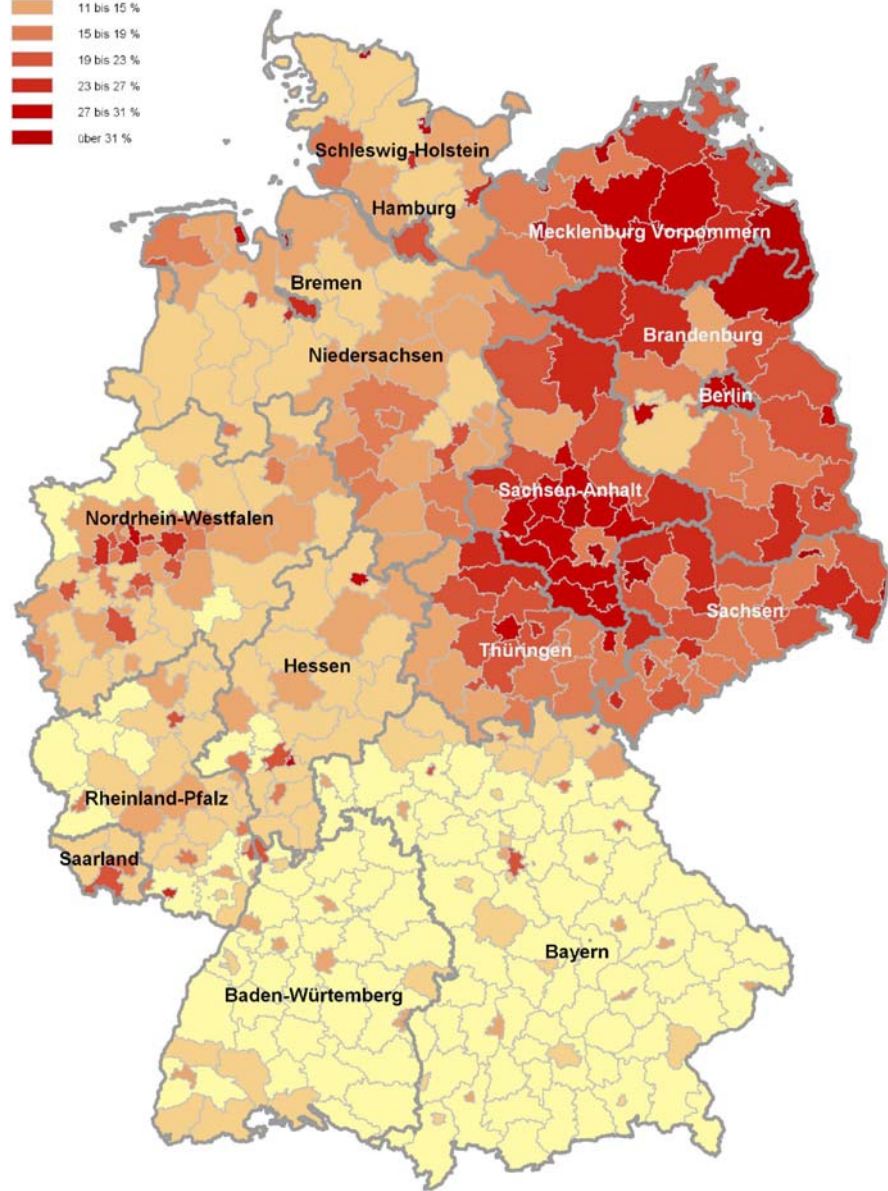 11 bis 15 %
15 bis 19 %
19 bis 23 %
23 bis 27 %
27 bis 31 %
über 31 %
Schleswig-Holstein
Hamburg
Mecklenburg Vorpommern
Bremen
Niedersachsen
Brandenburg
Berlin
Sachsen-Anhalt
Nordrhein-Westfalen
Sachsen
Thüringen
Hessen
Rheinland-Pfalz
Saarland
Bayern
Baden-Würtemberg